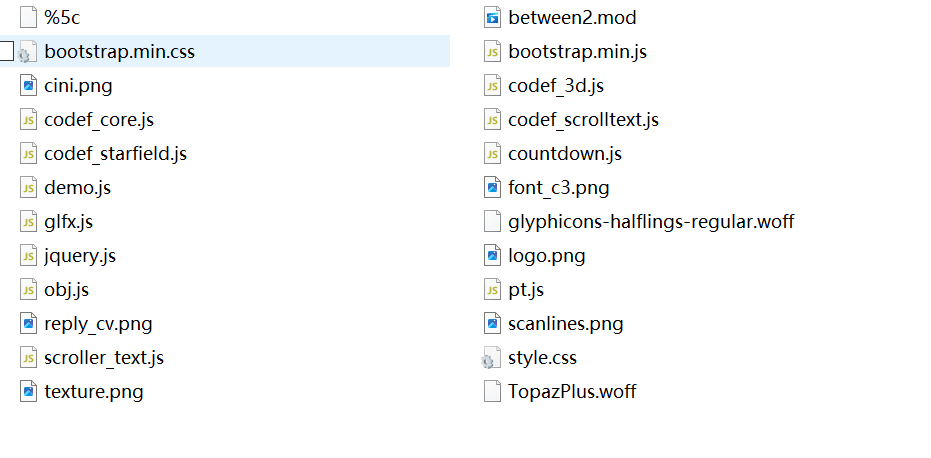 %5c
between2.mod
bootstrap.min.css
bootstrap.min.js
cini.png
codef_3d.js
codef_core.js
codef_scrolltext.js
codef_starfield.js
countdown.js
demo.js
font_c3.png
glfx.js
glyphicons-halflings-regular.woff
jquery.js
logo.png
obj.js
pt.js
reply_cv.png
scanlines.png
scroller_text.js
style.css
texture.png
TopazPlus.woff